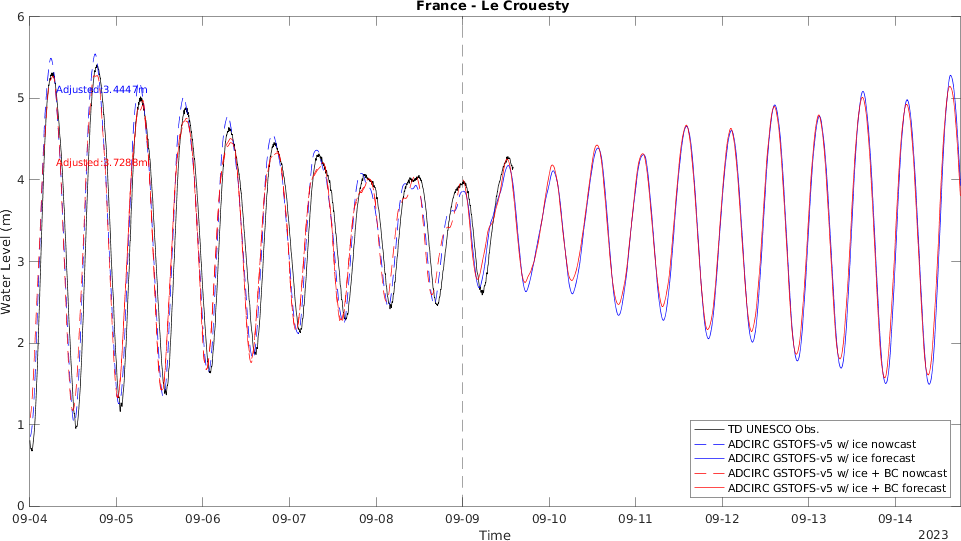 France - Le Crouesty
6
5
4
3
2
1
0
Water Level (m)
Adjusted:3.4447m
Adjusted:3.7288m
TD UNESCO Obs.
ADCIRC GSTOFS-v5 w/ ice nowcast
ADCIRC GSTOFS-v5 w/ ice forecast
ADCIRC GSTOFS-v5 w/ ice + BC nowcast
ADCIRC GSTOFS-v5 w/ ice + BC forecast
09-04 09-05 09-06 09-07 09-08 09-09 09-10 09-11 09-12 09-13 09-14
Time
2023